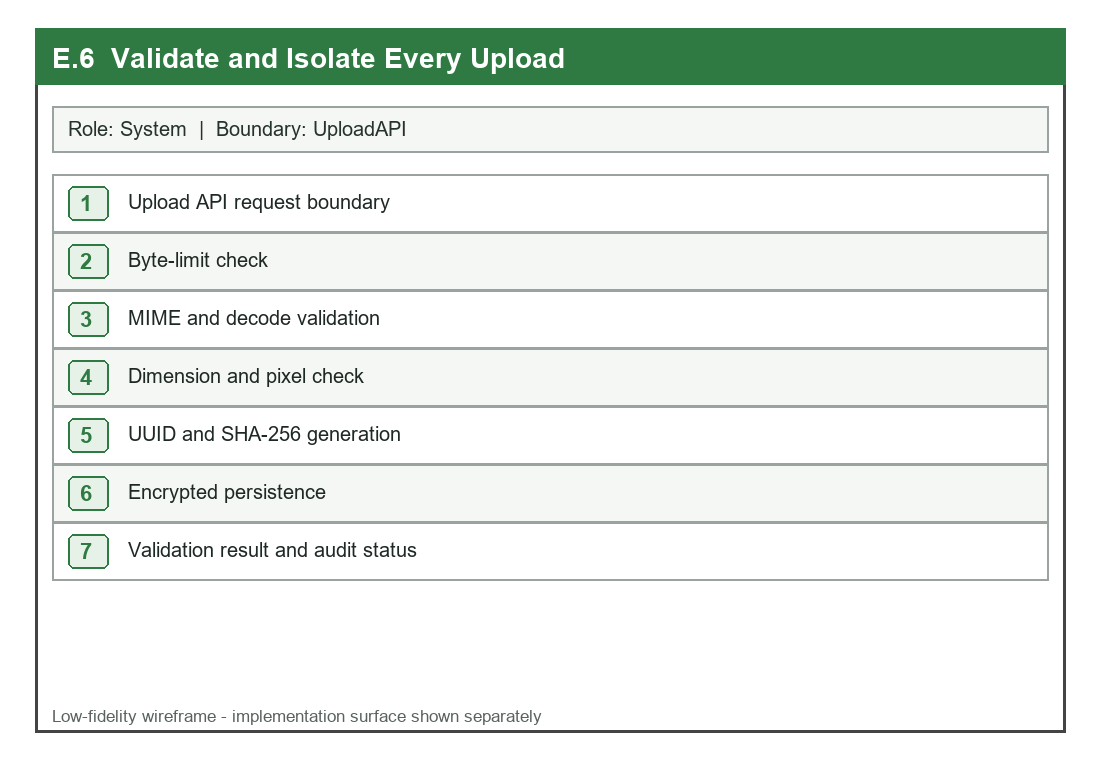 E.6  Validate and Isolate Every Upload
Role: System  |  Boundary: UploadAPI
1 Upload API request boundary
2 Byte-limit check
3 MIME and decode validation
4 Dimension and pixel check
5 UUID and SHA-256 generation
6 Encrypted persistence
7 Validation result and audit status
Low-fidelity wireframe - implementation surface shown separately